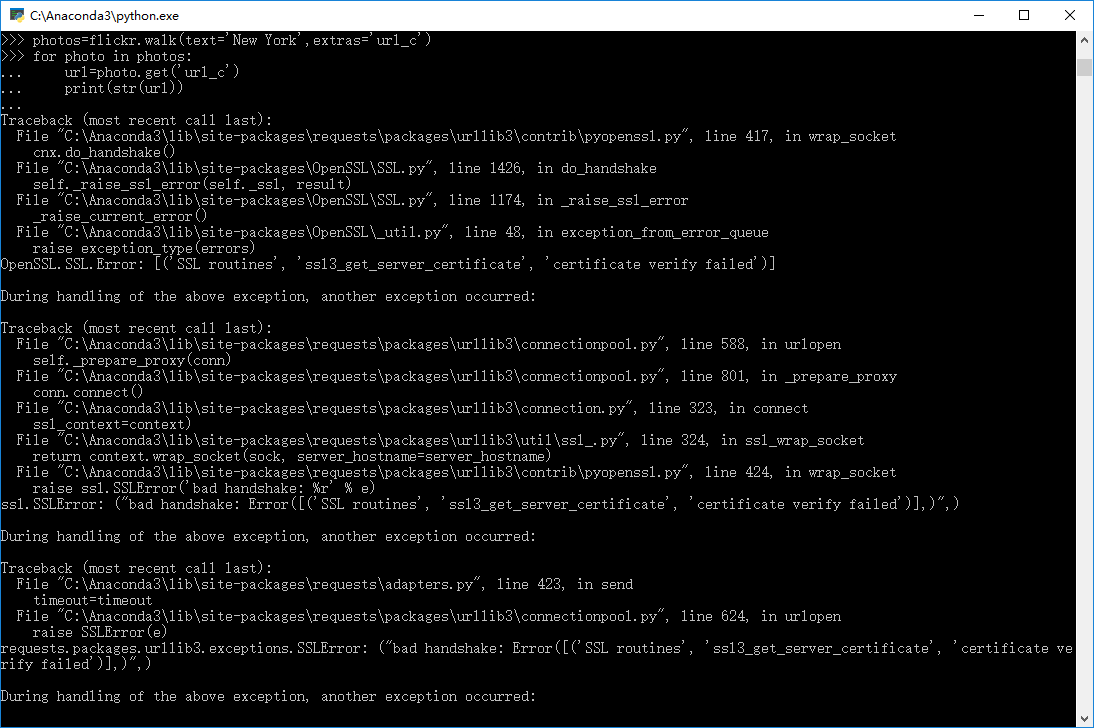 C:\Anaconda3\python.exe
>>> photos=flickr.walk(text='New York',extras='url_c')
>>> for photo in photos:
...     url=photo.get('url_c')
...     print(str(url))
...
Traceback (most recent call last):
  File "C:\Anaconda3\lib\site-packages\requests\packages\urllib3\contrib\pyopenssl.py", line 417, in wrap_socket
    cnx.do_handshake()
  File "C:\Anaconda3\lib\site-packages\OpenSSL\SSL.py", line 1426, in do_handshake
    self._raise_ssl_error(self._ssl, result)
  File "C:\Anaconda3\lib\site-packages\OpenSSL\SSL.py", line 1174, in _raise_ssl_error
    _raise_current_error()
  File "C:\Anaconda3\lib\site-packages\OpenSSL\_util.py", line 48, in exception_from_error_queue
    raise exception_type(errors)
OpenSSL.SSL.Error: [('SSL routines', 'ssl3_get_server_certificate', 'certificate verify failed')]

During handling of the above exception, another exception occurred:

Traceback (most recent call last):
  File "C:\Anaconda3\lib\site-packages\requests\packages\urllib3\connectionpool.py", line 588, in urlopen
    self._prepare_proxy(conn)
  File "C:\Anaconda3\lib\site-packages\requests\packages\urllib3\connectionpool.py", line 801, in _prepare_proxy
    conn.connect()
  File "C:\Anaconda3\lib\site-packages\requests\packages\urllib3\connection.py", line 323, in connect
    ssl_context=context)
  File "C:\Anaconda3\lib\site-packages\requests\packages\urllib3\util\ssl_.py", line 324, in ssl_wrap_socket
    return context.wrap_socket(sock, server_hostname=server_hostname)
  File "C:\Anaconda3\lib\site-packages\requests\packages\urllib3\contrib\pyopenssl.py", line 424, in wrap_socket
    raise ssl.SSLError('bad handshake: %r' % e)
ssl.SSLError: ("bad handshake: Error([('SSL routines', 'ssl3_get_server_certificate', 'certificate verify failed')],)",)

During handling of the above exception, another exception occurred:

Traceback (most recent call last):
  File "C:\Anaconda3\lib\site-packages\requests\adapters.py", line 423, in send
    timeout=timeout
  File "C:\Anaconda3\lib\site-packages\requests\packages\urllib3\connectionpool.py", line 624, in urlopen
    raise SSLError(e)
requests.packages.urllib3.exceptions.SSLError: ("bad handshake: Error([('SSL routines', 'ssl3_get_server_certificate', 'certificate ve
rify failed')],)",)

During handling of the above exception, another exception occurred: